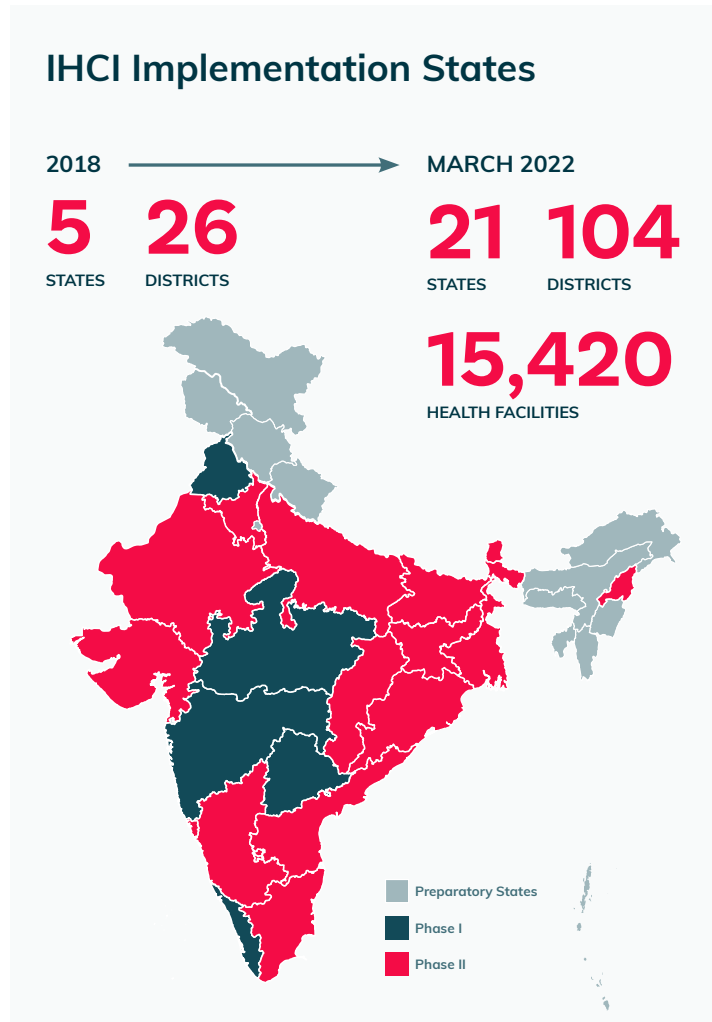 IHCI Implementation States
2018
5
STATES
26
DISTRICTS
MARCH 2022
21
STATES
104
DISTRICTS
15,420
HEALTH FACILITIES
Preparatory States
Phase I
Phase II